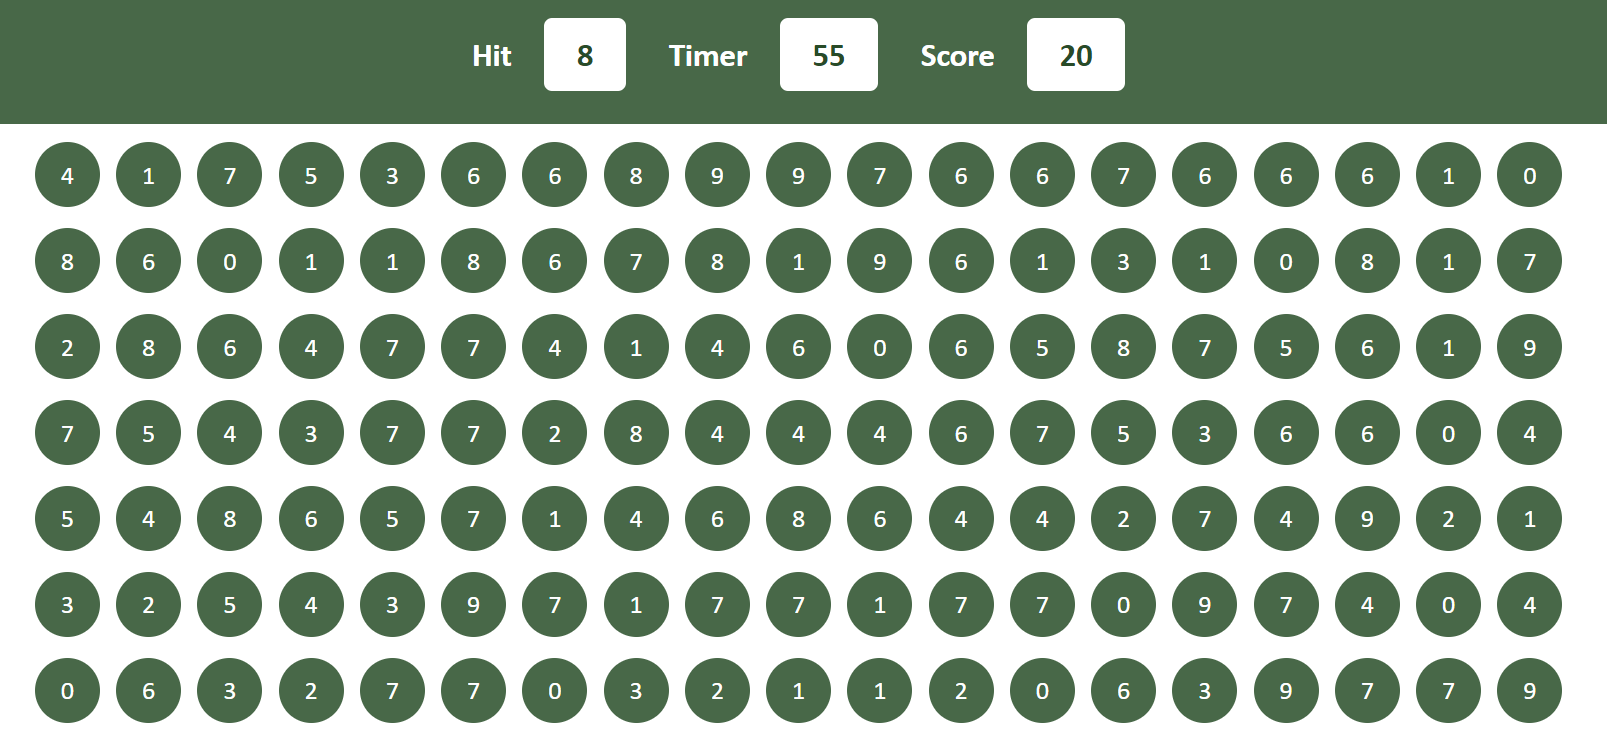 Hit 8 Timer 55 Score 20
4 1 7 5 3 6 6 8 9 9 7 6 6 7 6 6 6 1 0
8 6 0 1 1 8 6 7 8 1 9 6 1 3 1 0 8 1 7
2 8 6 4 7 7 4 1 4 6 0 6 5 8 7 5 6 1 9
7 5 4 3 7 7 2 8 4 4 4 6 7 5 3 6 6 0 4
5 4 8 6 5 7 1 4 6 8 6 4 4 2 7 4 9 2 1
3 2 5 4 3 9 7 1 7 7 1 7 7 0 9 7 4 0 4
0 6 3 2 7 7 0 3 2 1 1 2 0 6 3 9 7 7 9